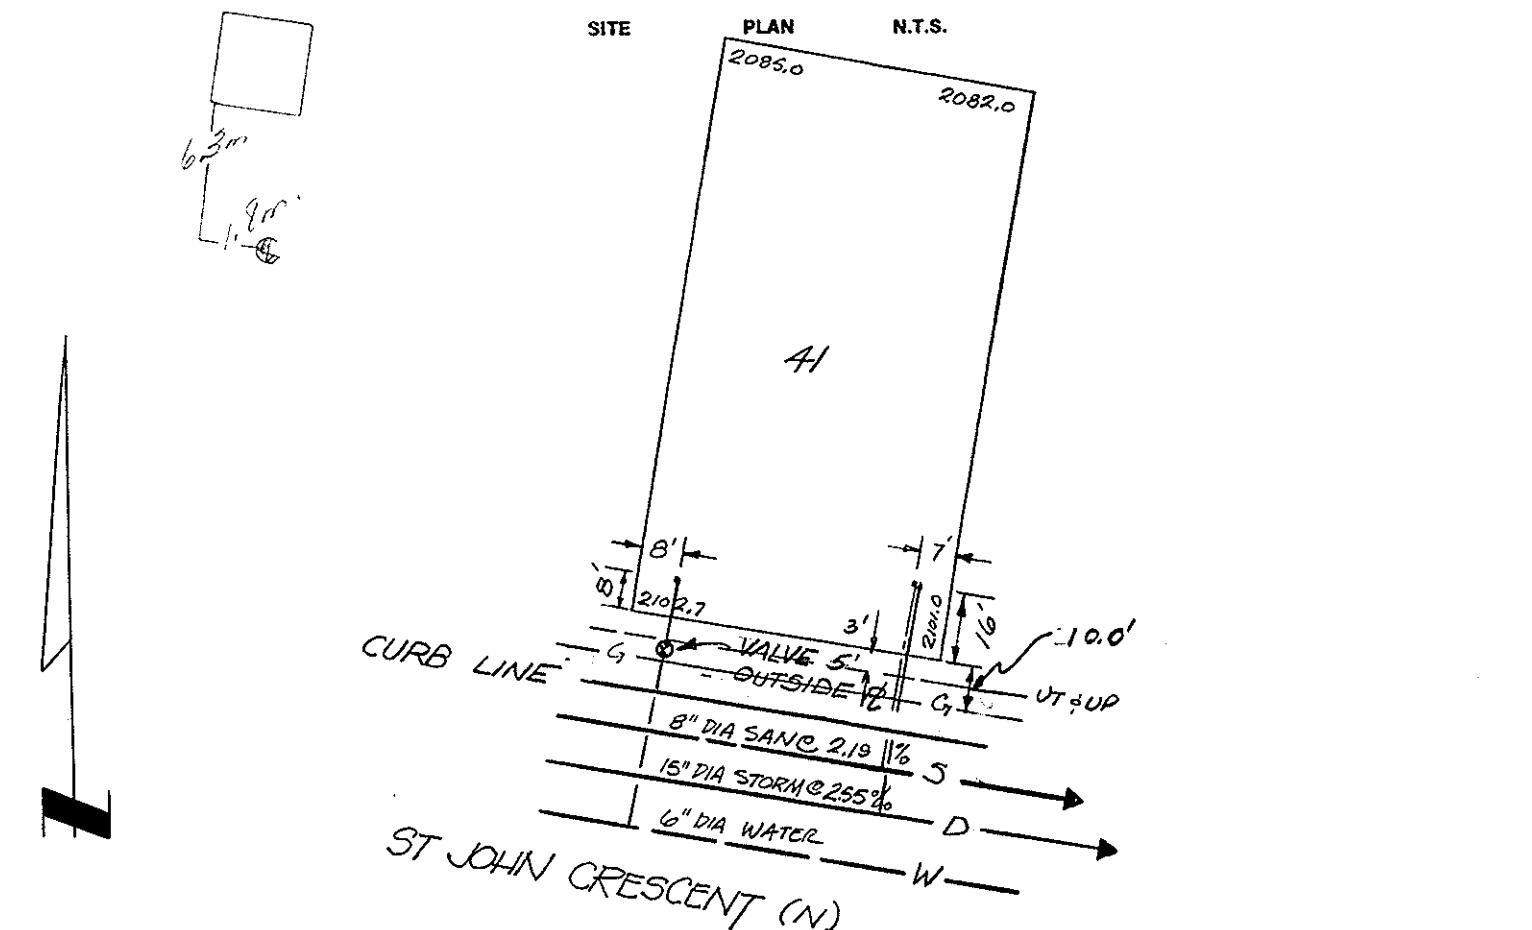 SITE PLAN N.T.S.
2085.0
2082.0
6.3m
1.9m
41
8'
7'
8'
2102.7
2101.0
16'
3'
10.0'
CURB LINE
G
VALVE 5'
OUTSIDE ⅊
G
UT & UP
8" DIA SAN @ 2.19 % S
15" DIA STORM @ 2.55 % D
6" DIA WATER W
ST JOHN CRESCENT (N)